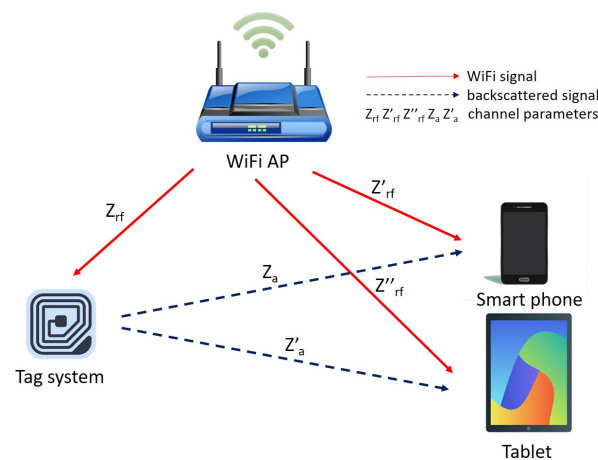 WiFi signal
backscattered signal
Zrf Z'rf Z''rf Za Z'a channel parameters
WiFi AP
Zrf
Z'rf
Za
Z''rf
Smart phone
Z'a
Tag system
Tablet